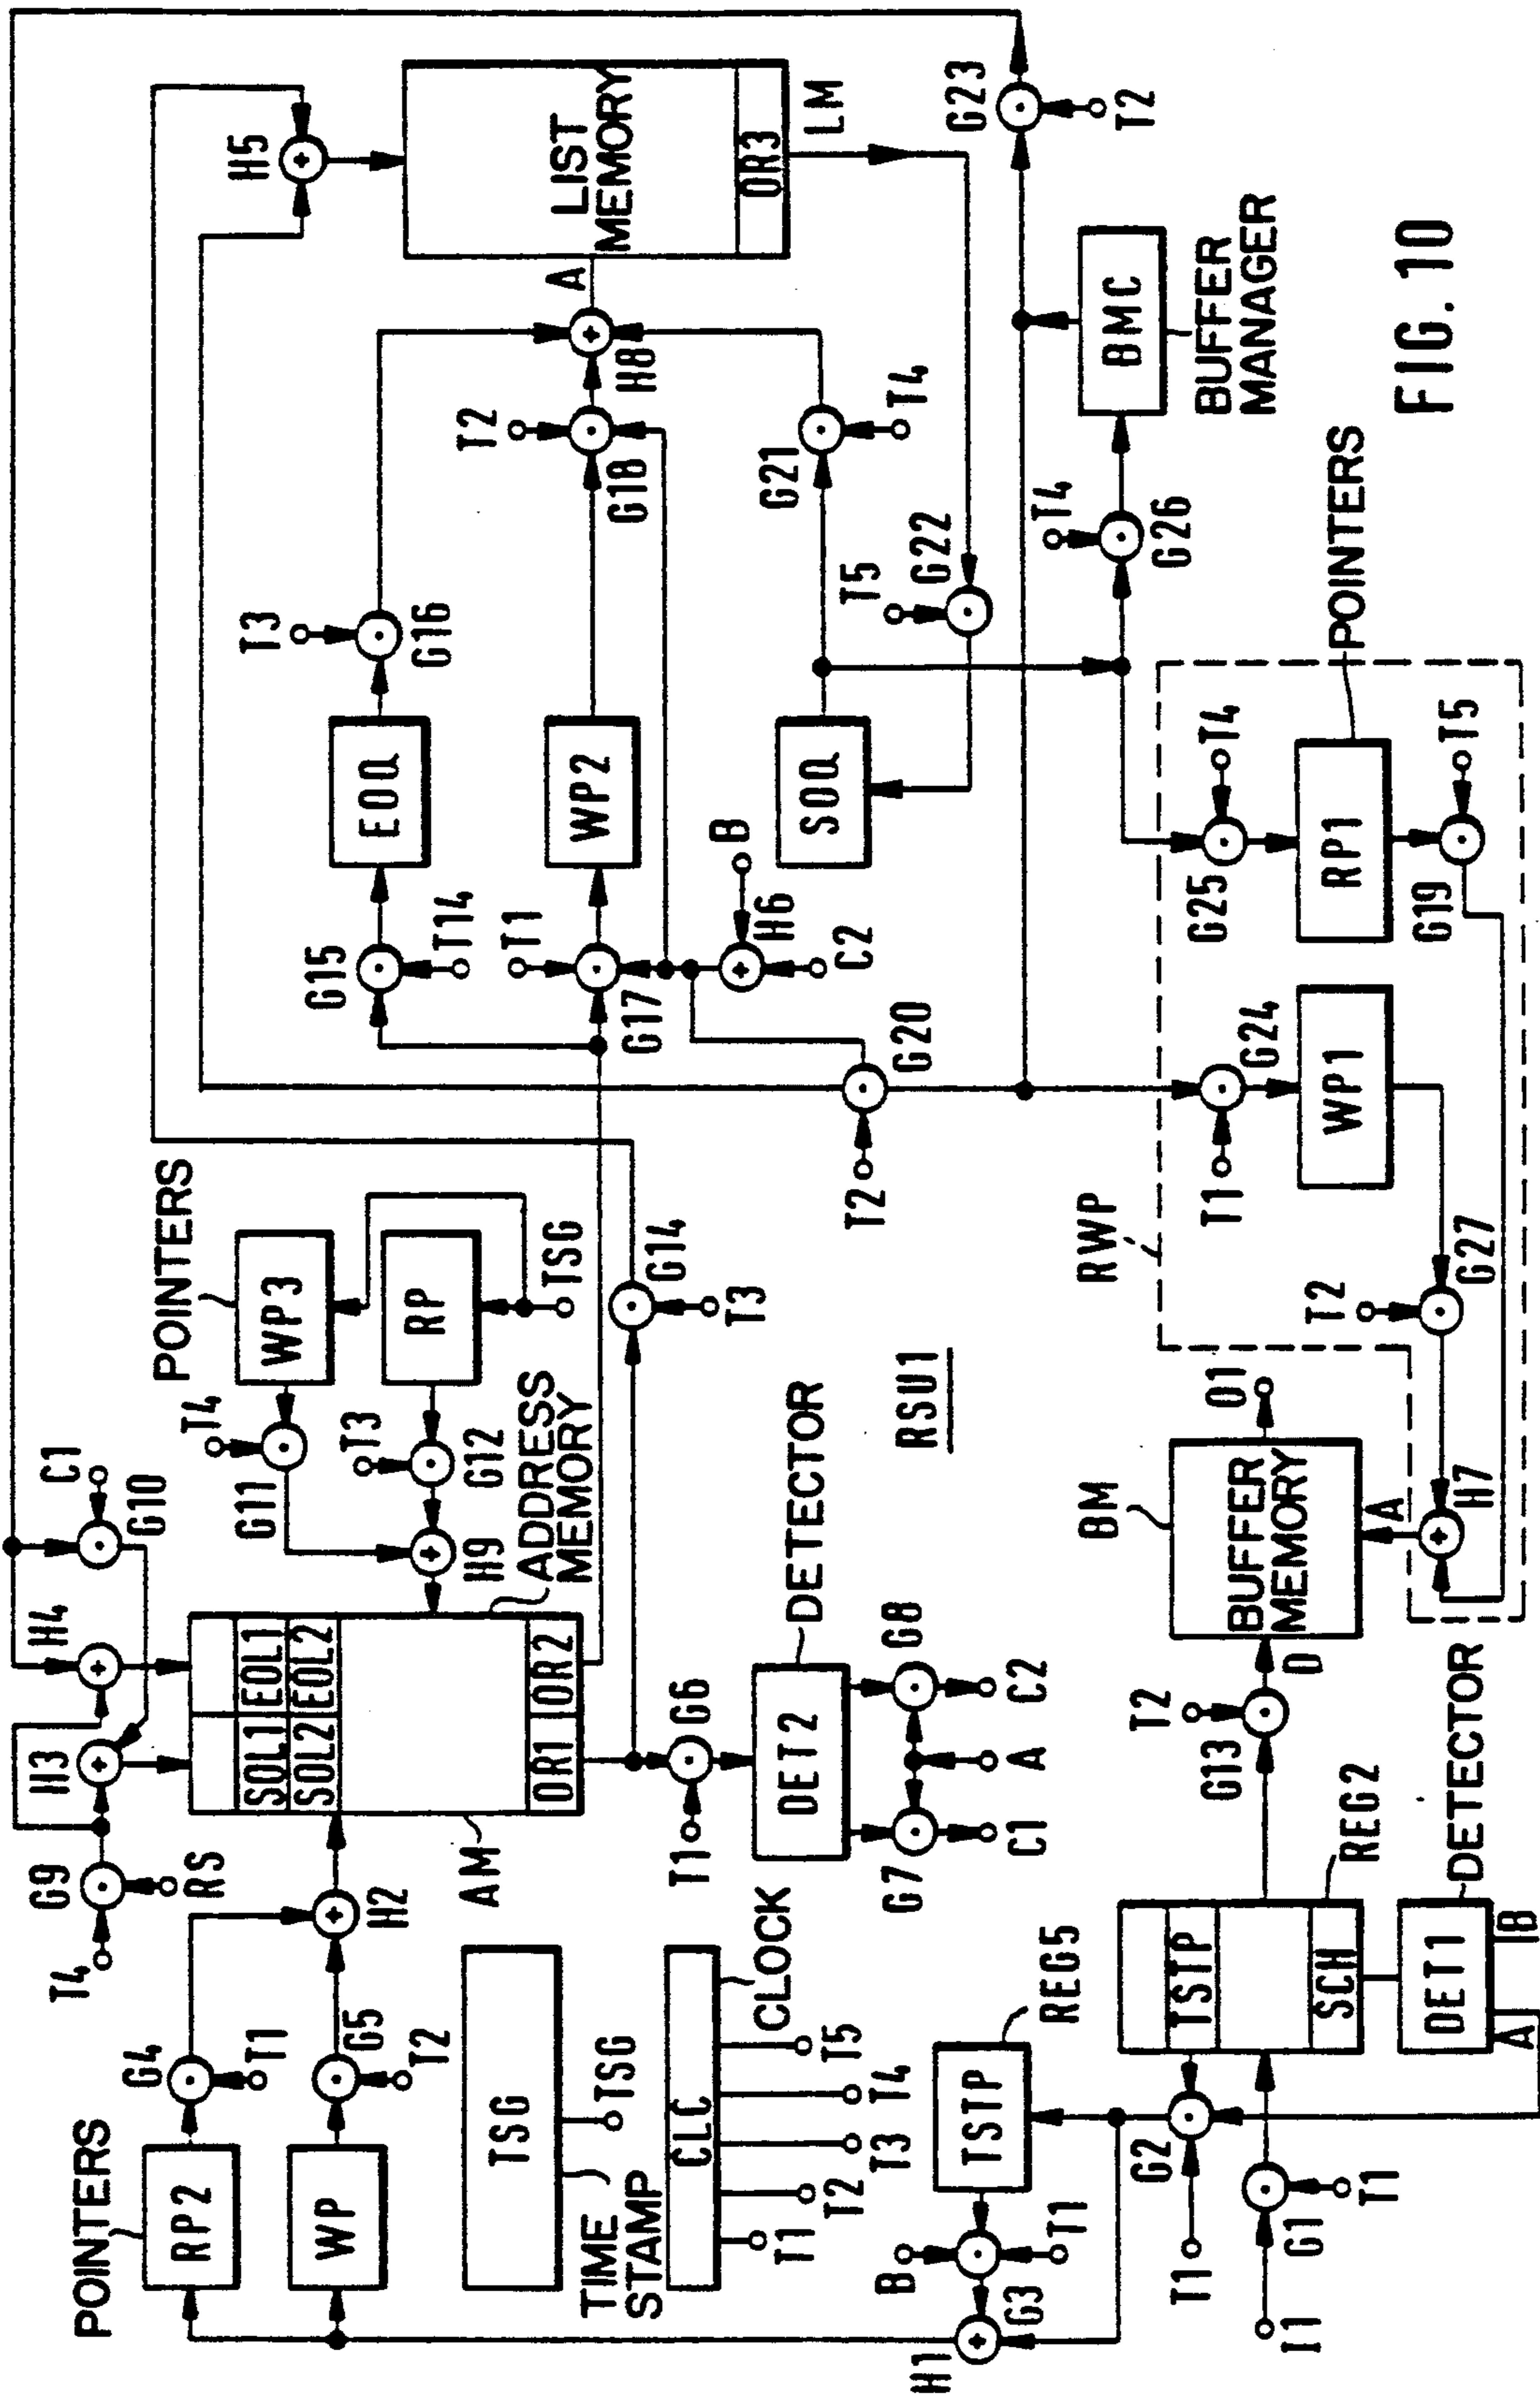 POINTERS
RP2
WP
G4
T1
G5
T2
H2
T4
G9
RS
H3
H4
C1
G10
SOL1
EOL1
SOL2
EOL2
OR1
OR2
AM
ADDRESS
MEMORY
POINTERS
WP3
RP
TSG
T4
G11
T3
G12
H9
TSG
TIME
STAMP
TSG
CLC
CLOCK
T1
T2
T3
T4
T5
T1
G6
DET2
DETECTOR
G7
G8
C1
A
C2
G14
T3
RSU1
G15
T14
EOQ
T3
G16
G17
T1
WP2
T2
G18
H8
A
H6
B
C2
SOQ
G21
T4
T5
G22
G20
T2
H5
LIST
MEMORY
OR3
LM
G23
T2
BMC
BUFFER
MANAGER
T4
G26
H1
G3
B
T1
TSTP
REG5
I1
G1
T1
T1
G2
TSTP
SCH
REG2
DET1
DETECTOR
A
B
G13
T2
D
BUFFER
MEMORY
BM
O1
A
H7
T2
G27
RWP
T1
G24
WP1
G25
T4
RP1
POINTERS
G19
T5
FIG. 10